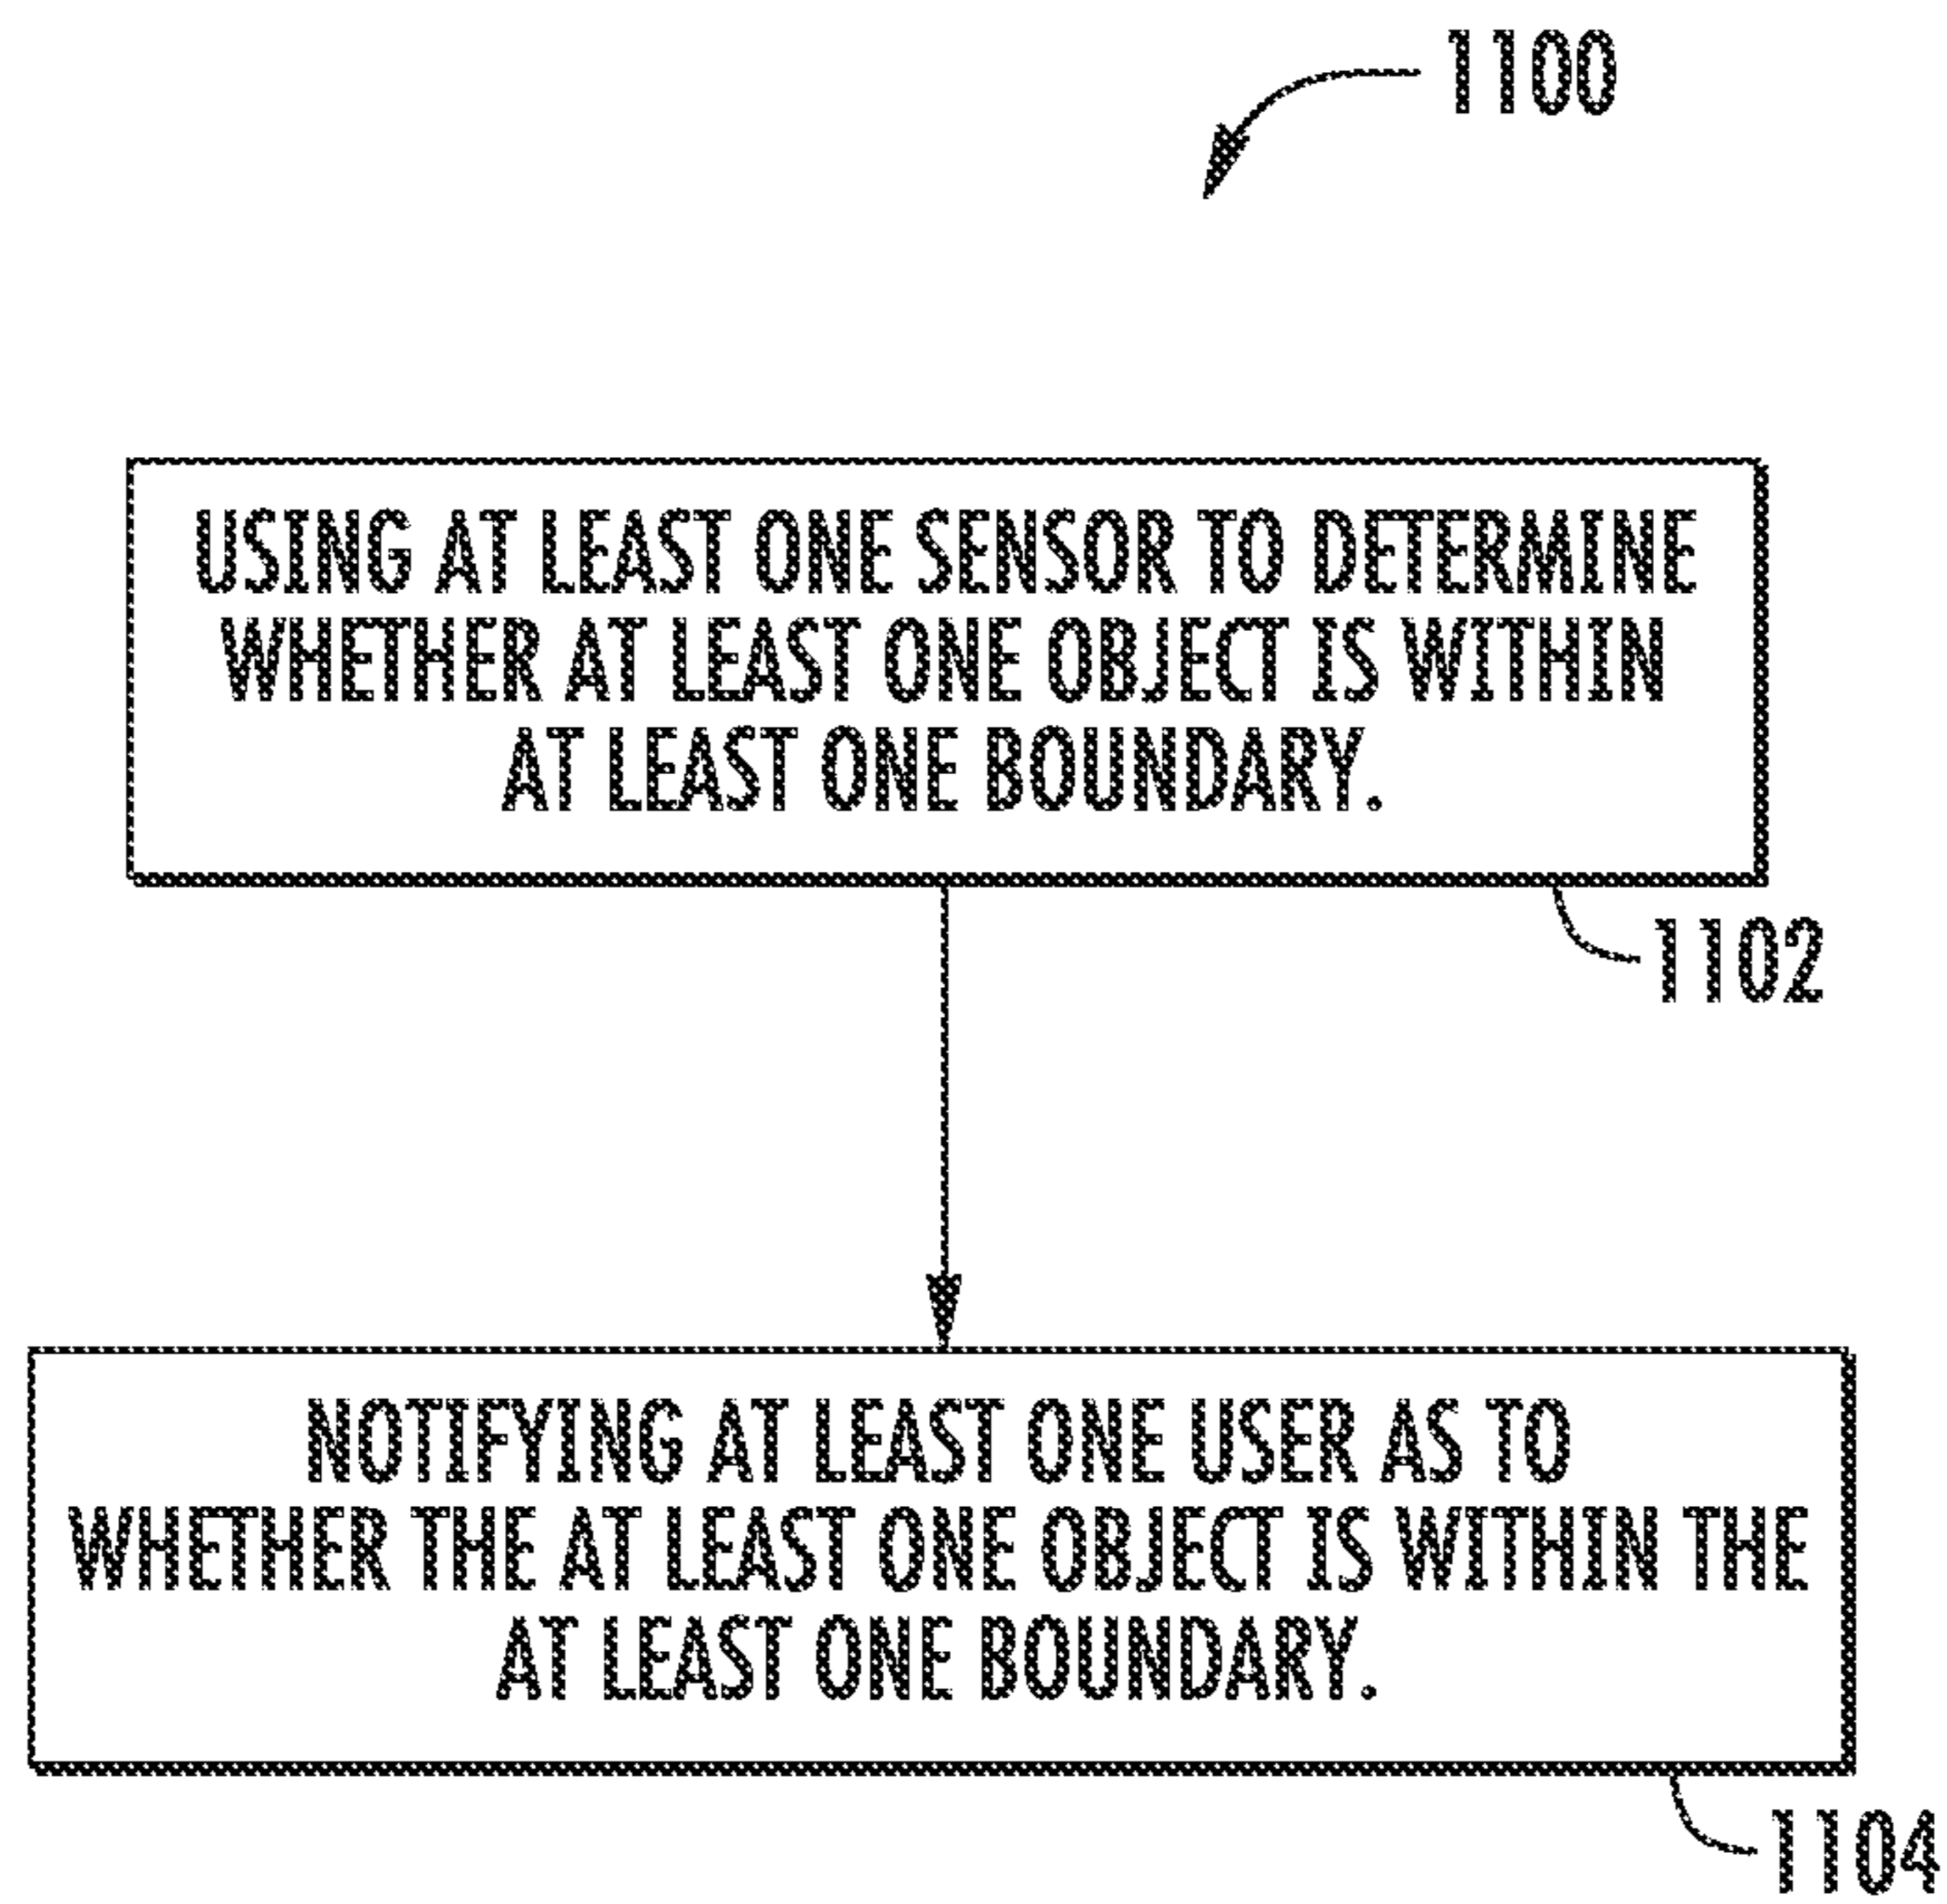 1100
USING AT LEAST ONE SENSOR TO DETERMINE
WHETHER AT LEAST ONE OBJECT IS WITHIN
AT LEAST ONE BOUNDARY.
1102
NOTIFYING AT LEAST ONE USER AS TO
WHETHER THE AT LEAST ONE OBJECT IS WITHIN THE
AT LEAST ONE BOUNDARY.
1104